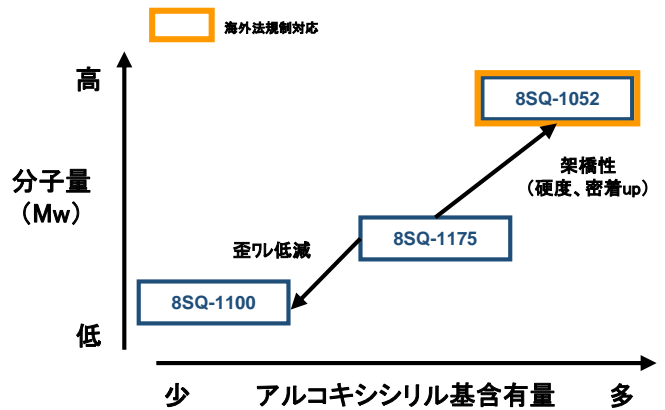 海外法規制対応
高
8SQ-1052
架橋性
（硬度、密着up）
分子量
（Mw）
8SQ-1175
歪ﾜﾚ低減
8SQ-1100
低
少 アルコキシシリル基含有量 多